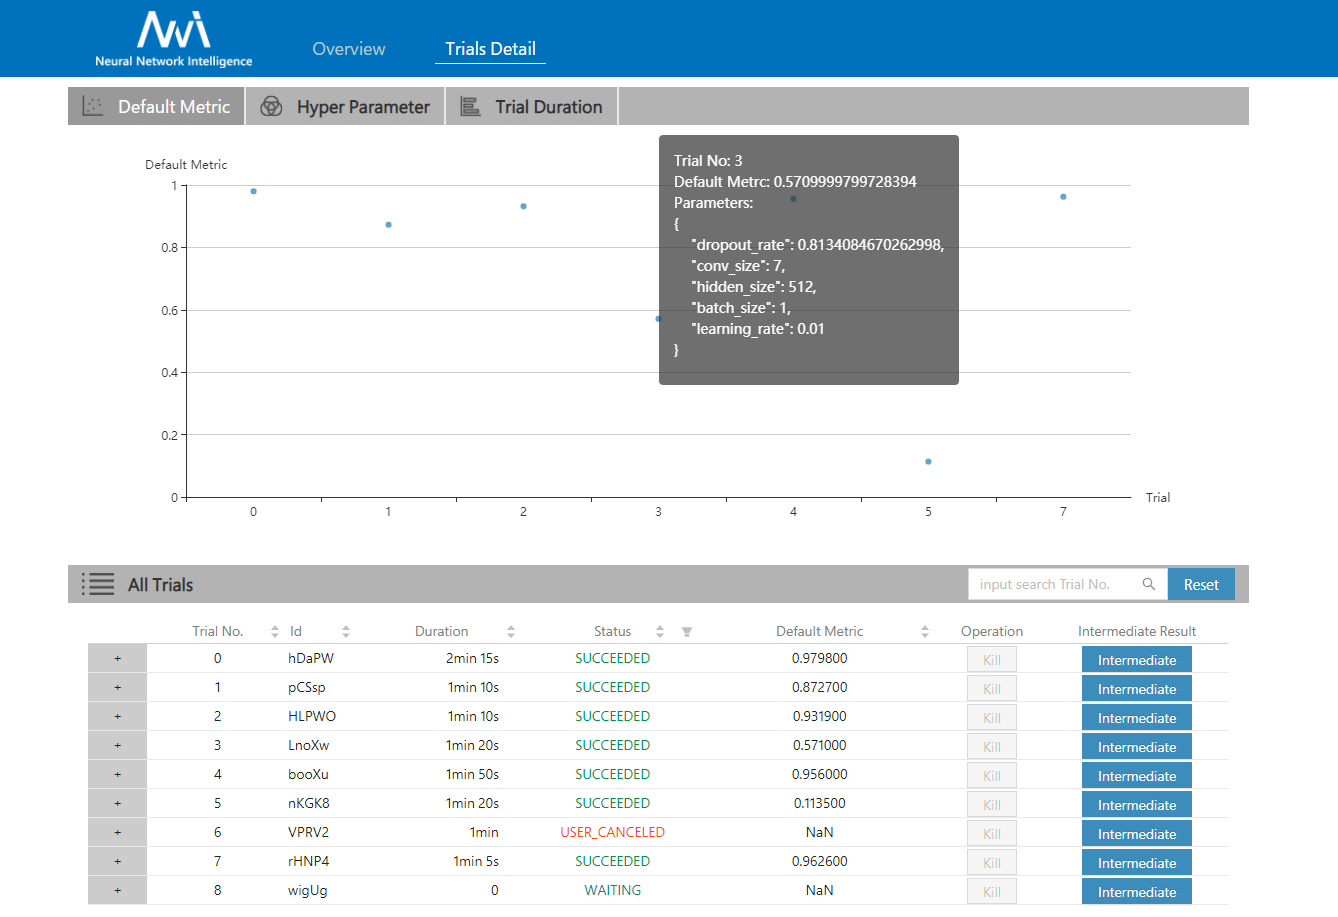 Neural Network Intelligence
Overview
Trials Detail
Default Metric
Hyper Parameter
Trial Duration
Default Metric
1
0.8
0.6
0.4
0.2
0
0 1 2 3 4 5 7
Trial
Trial No: 3
Default Metrc: 0.5709999799728394
Parameters:
{
"dropout_rate": 0.8134084670262998,
"conv_size": 7,
"hidden_size": 512,
"batch_size": 1,
"learning_rate": 0.01
}
All Trials
input search Trial No.
Reset
Trial No. Id Duration Status Default Metric Operation Intermediate Result
+ 0 hDaPW 2min 15s SUCCEEDED 0.979800 Kill Intermediate
+ 1 pCSsp 1min 10s SUCCEEDED 0.872700 Kill Intermediate
+ 2 HLPWO 1min 10s SUCCEEDED 0.931900 Kill Intermediate
+ 3 LnoXw 1min 20s SUCCEEDED 0.571000 Kill Intermediate
+ 4 booXu 1min 50s SUCCEEDED 0.956000 Kill Intermediate
+ 5 nKGK8 1min 20s SUCCEEDED 0.113500 Kill Intermediate
+ 6 VPRV2 1min USER_CANCELED NaN Kill Intermediate
+ 7 rHNP4 1min 5s SUCCEEDED 0.962600 Kill Intermediate
+ 8 wigUg 0 WAITING NaN Kill Intermediate